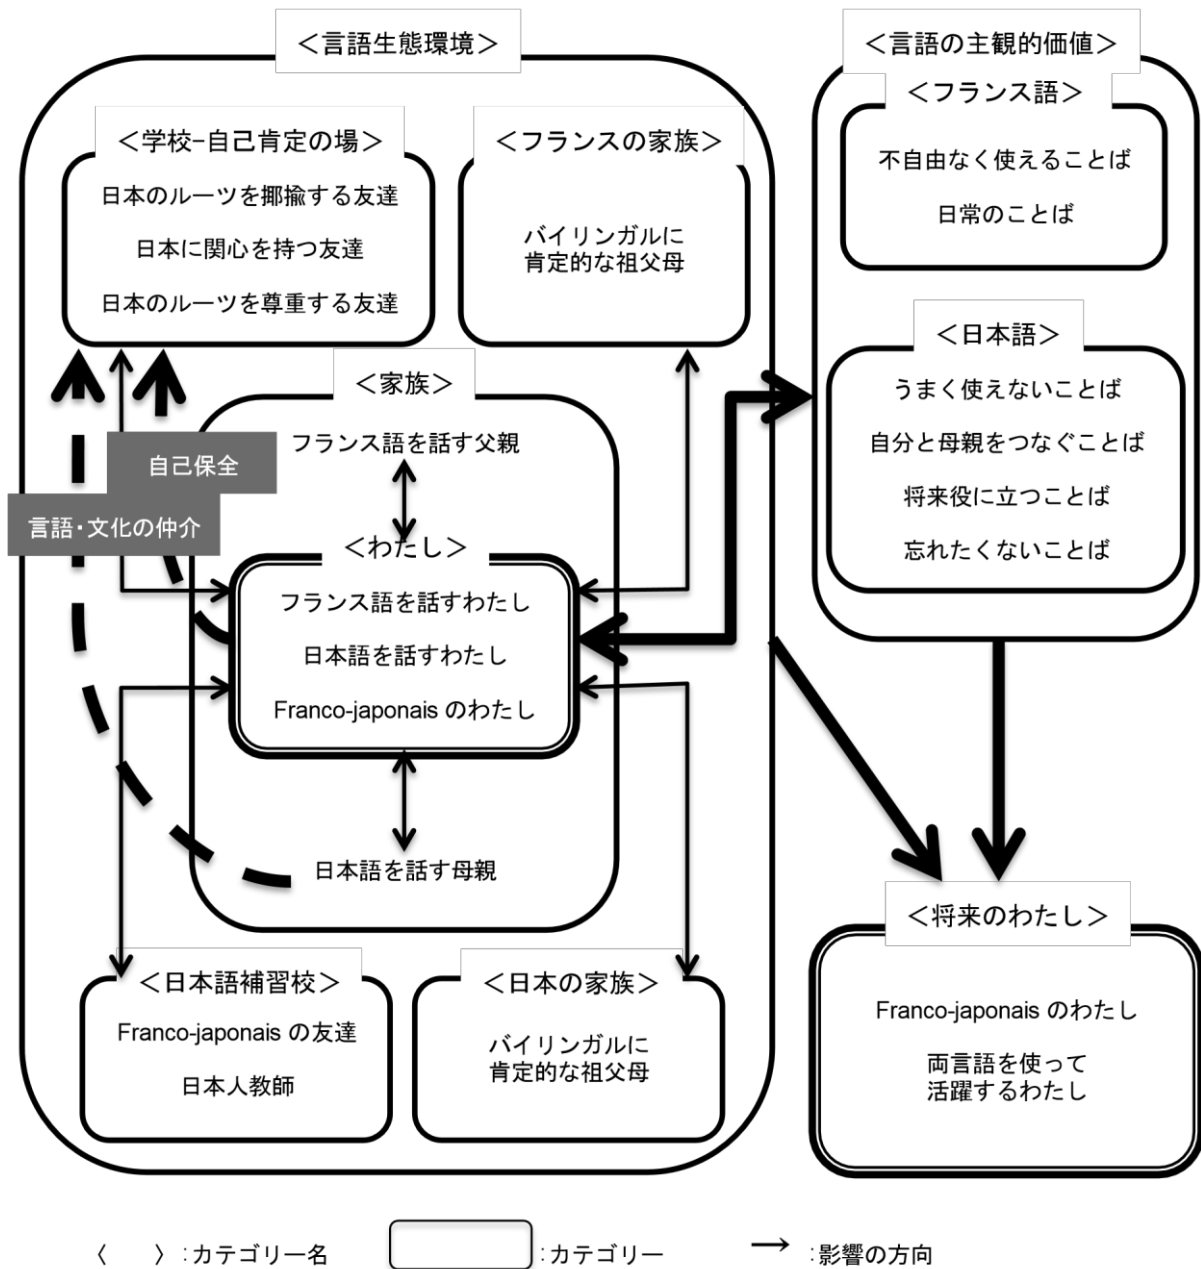 ＜言語生態環境＞
＜学校−自己肯定の場＞
日本のルーツを揶揄する友達
日本に関心を持つ友達
日本のルーツを尊重する友達
＜フランスの家族＞
バイリンガルに
肯定的な祖父母
＜家族＞
フランス語を話す父親
自己保全
言語・文化の仲介
＜わたし＞
フランス語を話すわたし
日本語を話すわたし
Franco-japonais のわたし
日本語を話す母親
＜日本語補習校＞
Franco-japonais の友達
日本人教師
＜日本の家族＞
バイリンガルに
肯定的な祖父母
＜言語の主観的価値＞
＜フランス語＞
不自由なく使えることば
日常のことば
＜日本語＞
うまく使えないことば
自分と母親をつなぐことば
将来役に立つことば
忘れたくないことば
＜将来のわたし＞
Franco-japonais のわたし
両言語を使って
活躍するわたし
〈　　〉:カテゴリー名　:カテゴリー　→　:影響の方向